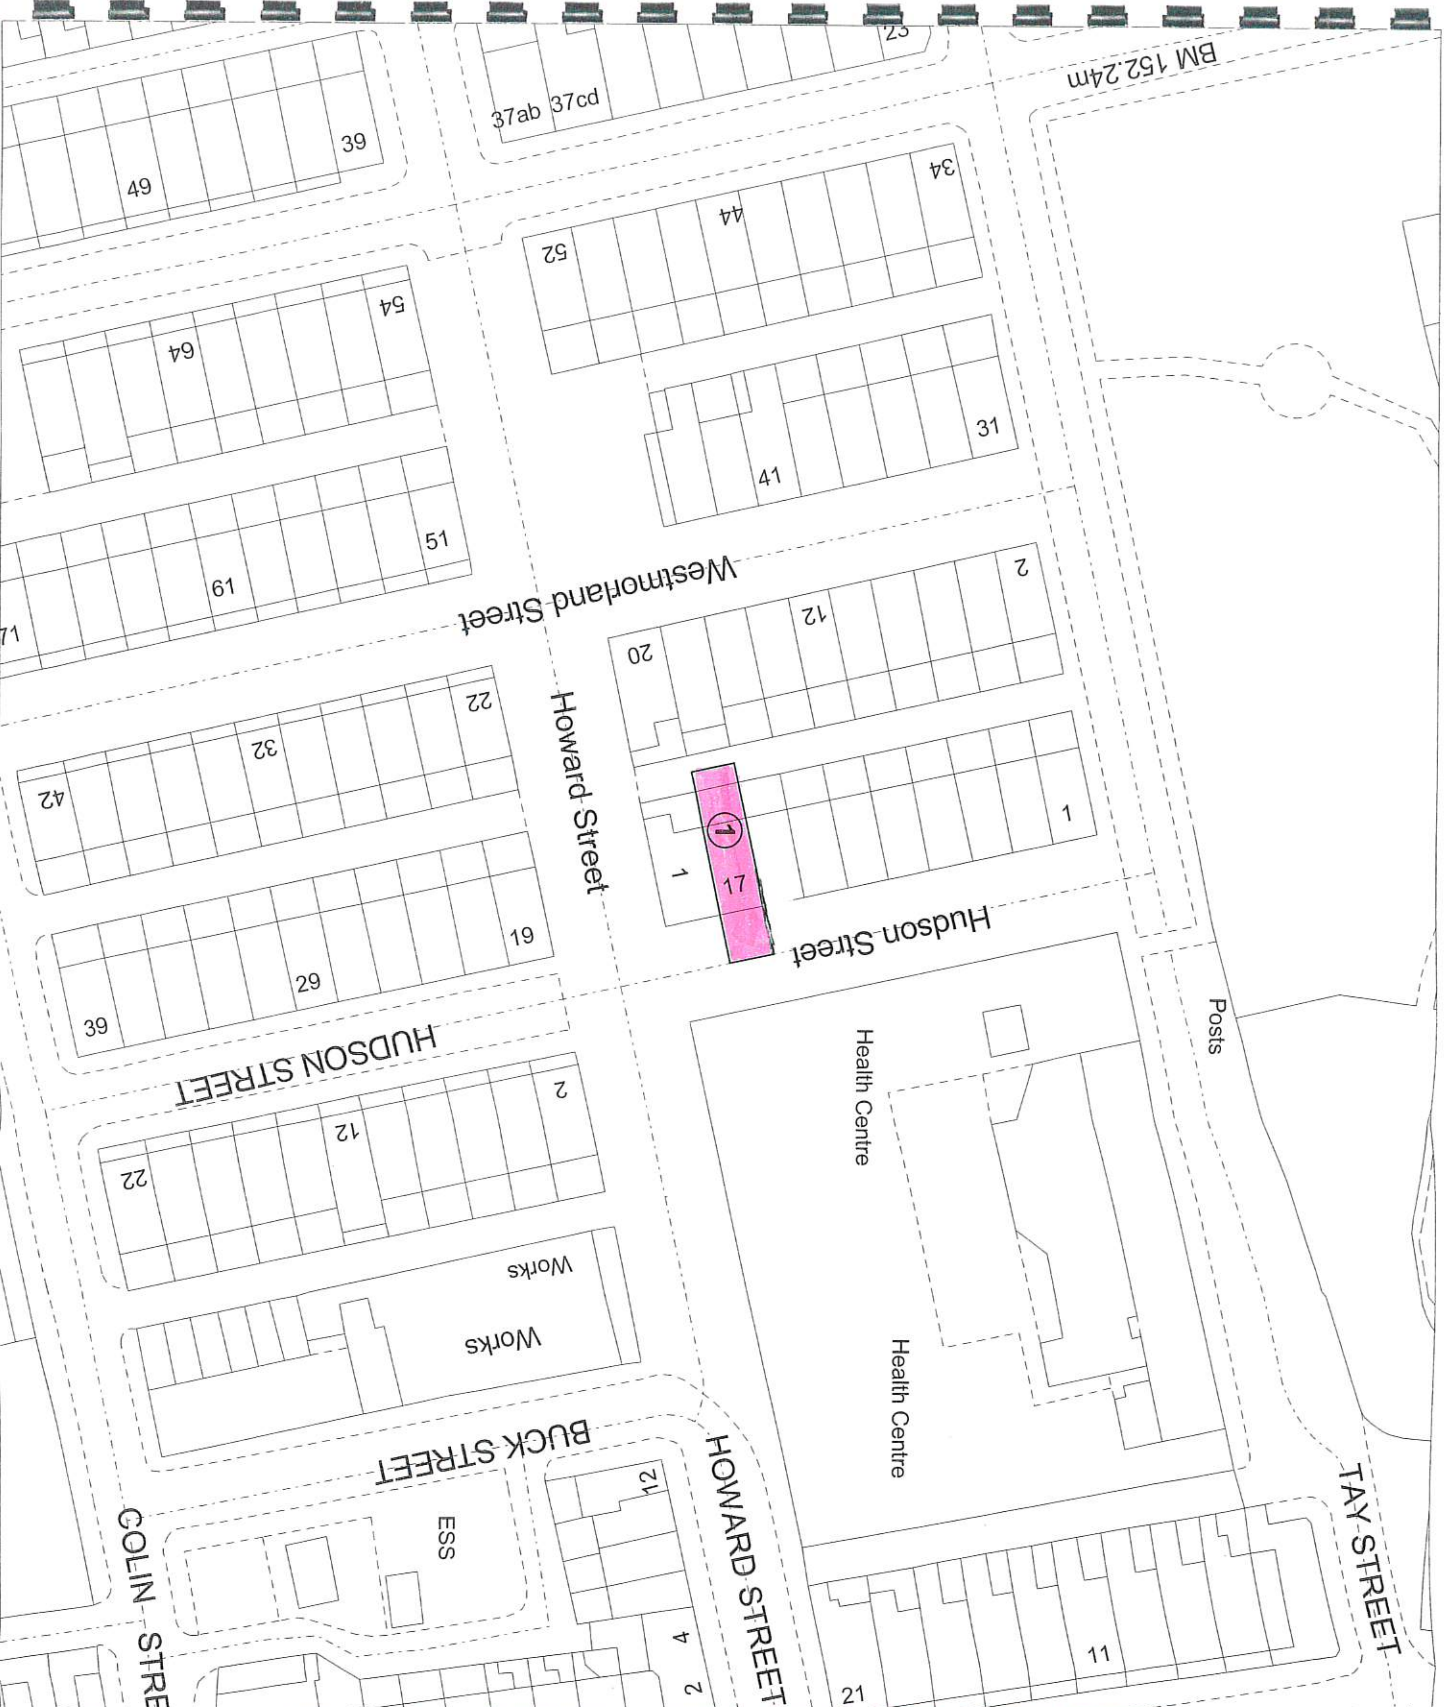 23
BM 152.24m
37ab
37cd
39
49
34
44
52
54
64
31
41
51
61
71
Westmorland Street
2
12
20
22
32
42
Howard Street
1
1
1
17
19
29
39
Hudson Street
HUDSON STREET
Posts
Health Centre
2
12
22
Works
Works
Health Centre
BUCK STREET
12
HOWARD STREET
TAY STREET
COLIN STRE
ESS
4
2
11
21